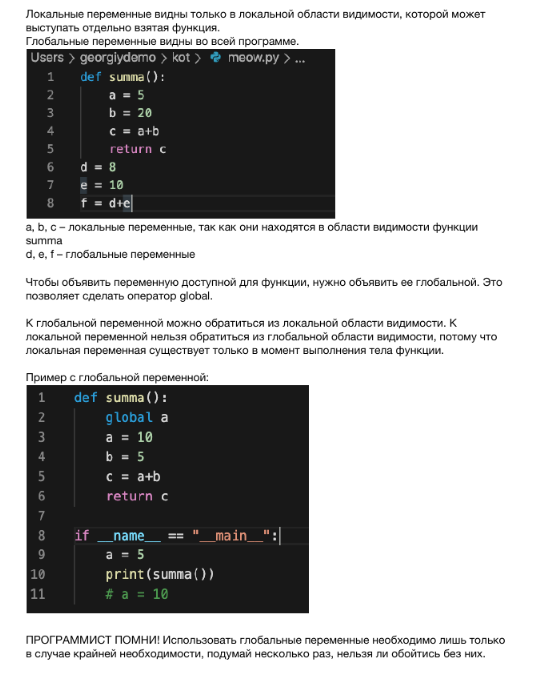 Локальные переменные видны только в локальной области видимости, которой может
выступать отдельно взятая функция.
Глобальные переменные видны во всей программе.
Users > georgiydemo > kot > meow.py > ...
1 def summa():
2 a = 5
3 b = 20
4 c = a+b
5 return c
6 d = 8
7 e = 10
8 f = d+e
a, b, c – локальные переменные, так как они находятся в области видимости функции
summa
d, e, f – глобальные переменные
Чтобы объявить переменную доступной для функции, нужно объявить ее глобальной. Это
позволяет сделать оператор global.
К глобальной переменной можно обратиться из локальной области видимости. К
локальной переменной нельзя обратиться из глобальной области видимости, потому что
локальная переменная существует только в момент выполнения тела функции.
Пример с глобальной переменной:
1 def summa():
2 global a
3 a = 10
4 b = 5
5 c = a+b
6 return c
7
8 if __name__ == "__main__":
9 a = 5
10 print(summa())
11 # a = 10
ПРОГРАММИСТ ПОМНИ! Использовать глобальные переменные необходимо лишь только
в случае крайней необходимости, подумай несколько раз, нельзя ли обойтись без них.